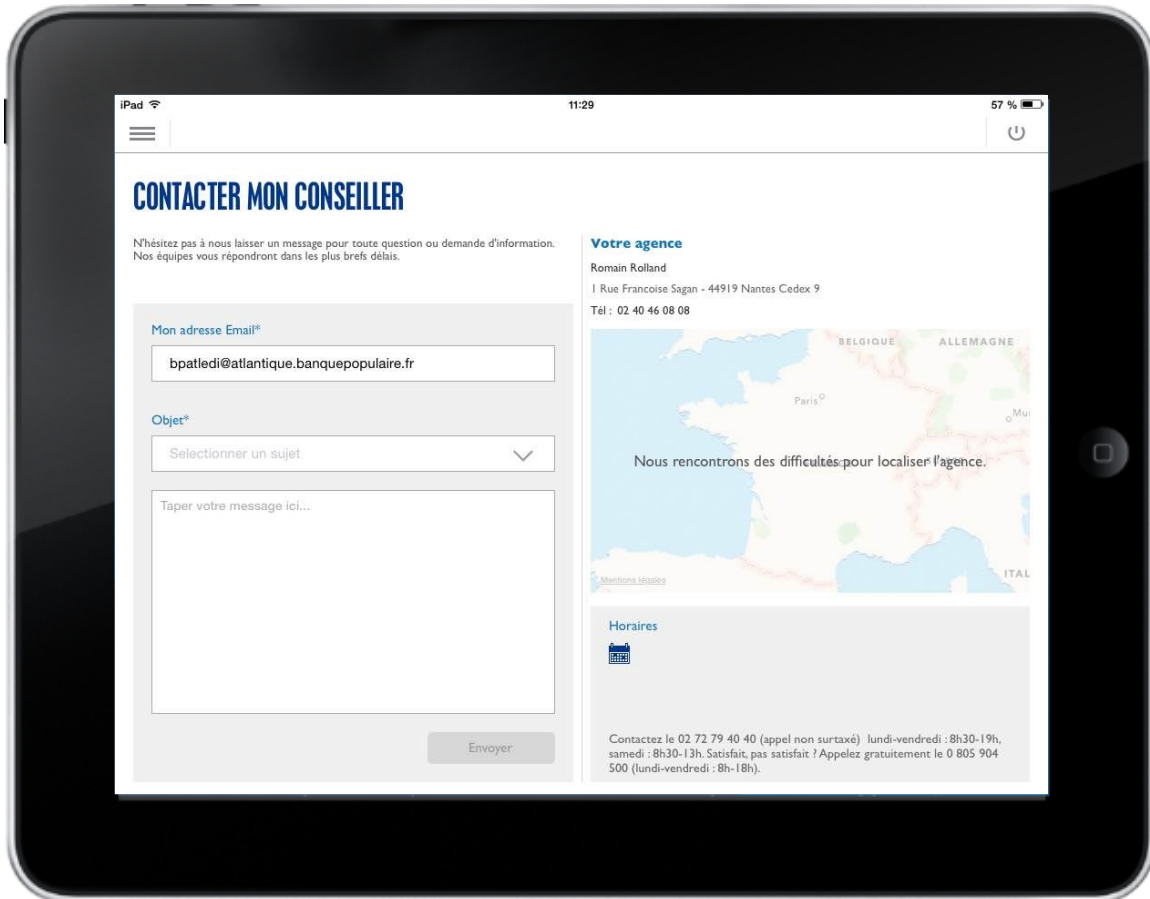 iPad
11:29
57 %
CONTACTER MON CONSEILLER
N'hésitez pas à nous laisser un message pour toute question ou demande d'information.
Nos équipes vous répondront dans les plus brefs délais.
Mon adresse Email*
bpatledi@atlantique.banquepopulaire.fr
Objet*
Selectionner un sujet
Taper votre message ici...
Envoyer
Votre agence
Romain Rolland
1 Rue Francoise Sagan - 44919 Nantes Cedex 9
Tél : 02 40 46 08 08
BELGIQUE
ALLEMAGNE
Paris
Mu
Nous rencontrons des difficultés pour localiser l'agence.
ITAL
Mentions légales
Horaires
Contactez le 02 72 79 40 40 (appel non surtaxé) lundi-vendredi : 8h30-19h,
samedi : 8h30-13h. Satisfait, pas satisfait ? Appelez gratuitement le 0 805 904
500 (lundi-vendredi : 8h-18h).